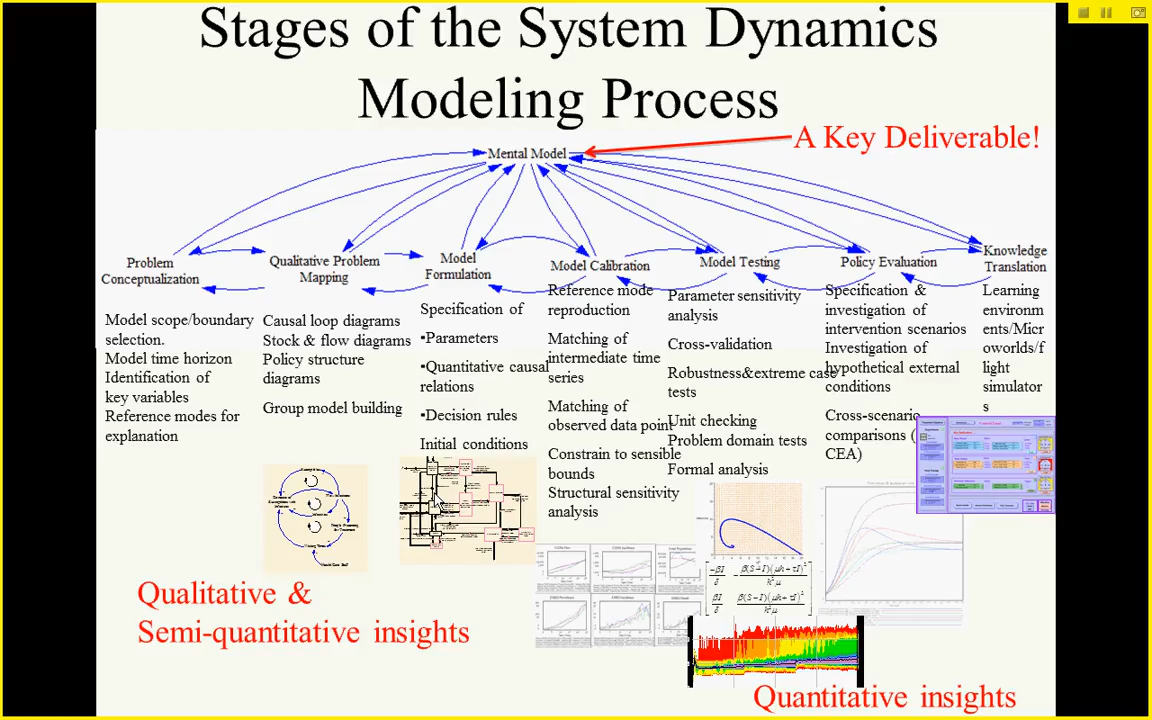 Stages of the System Dynamics
Modeling Process
A Key Deliverable!
Mental Model
Problem
Conceptualization
Qualitative Problem
Mapping
Model
Formulation
Model Calibration
Model Testing
Policy Evaluation
Knowledge
Translation
Model scope/boundary
selection.
Model time horizon
Identification of
key variables
Reference modes for
explanation
Causal loop diagrams
Stock & flow diagrams
Policy structure
diagrams
Group model building
Specification of
•Parameters
•Quantitative causal
relations
•Decision rules
Initial conditions
Reference mode
reproduction
Matching of
intermediate time
series
Matching of
observed data point
Constrain to sensible
bounds
Structural sensitivity
analysis
Parameter sensitivity
analysis
Cross-validation
Robustness&extreme case
tests
Unit checking
Problem domain tests
Formal analysis
Specification &
investigation of
intervention scenarios
Investigation of
hypothetical external
conditions
Cross-scenario
comparisons (
CEA)
Learning
environm
ents/Micr
oworlds/f
light
simulator
s
Qualitative &
Semi-quantitative insights
Quantitative insights